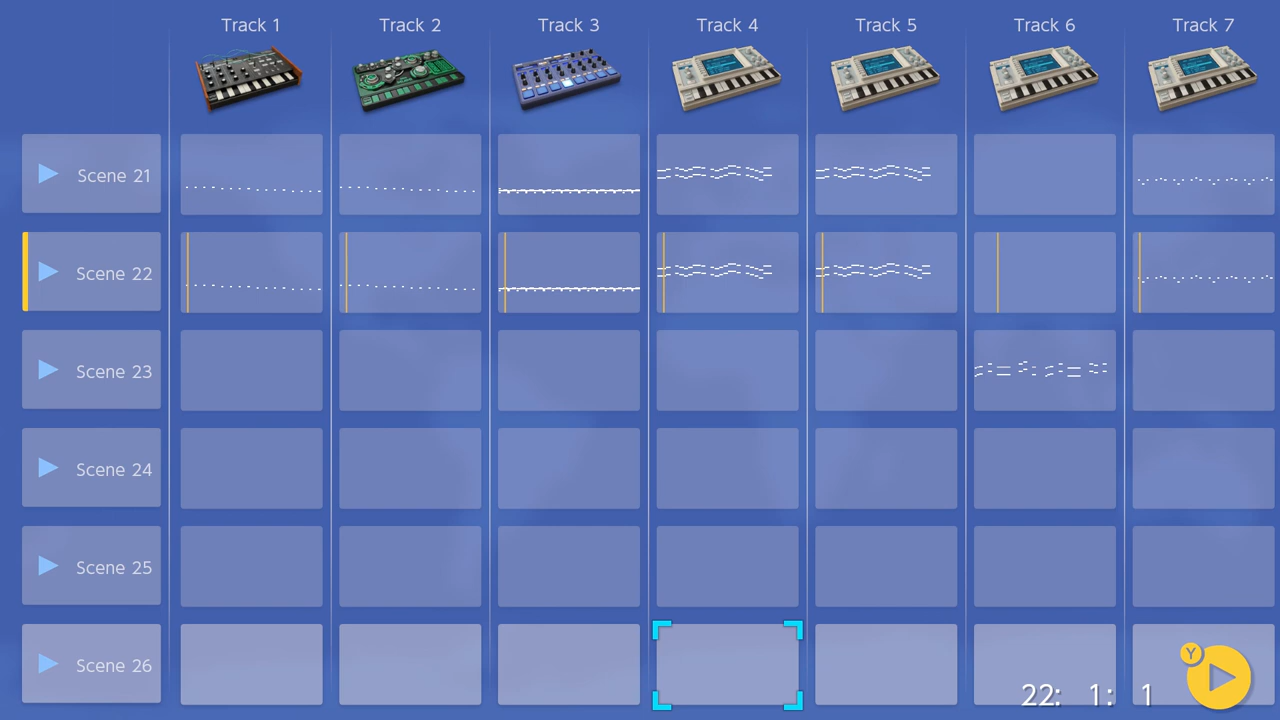 Track 1 Track 2 Track 3 Track 4 Track 5 Track 6 Track 7
Scene 21
Scene 22
Scene 23
Scene 24
Scene 25
Scene 26
Y
22: 1: 1